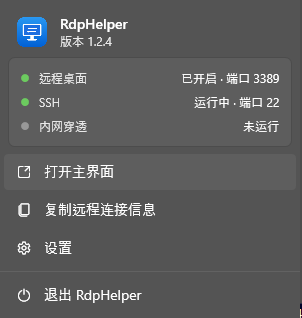 RdpHelper
版本 1.2.4
远程桌面 已开启 · 端口 3389
SSH 运行中 · 端口 22
内网穿透 未运行
打开主界面
复制远程连接信息
设置
退出 RdpHelper